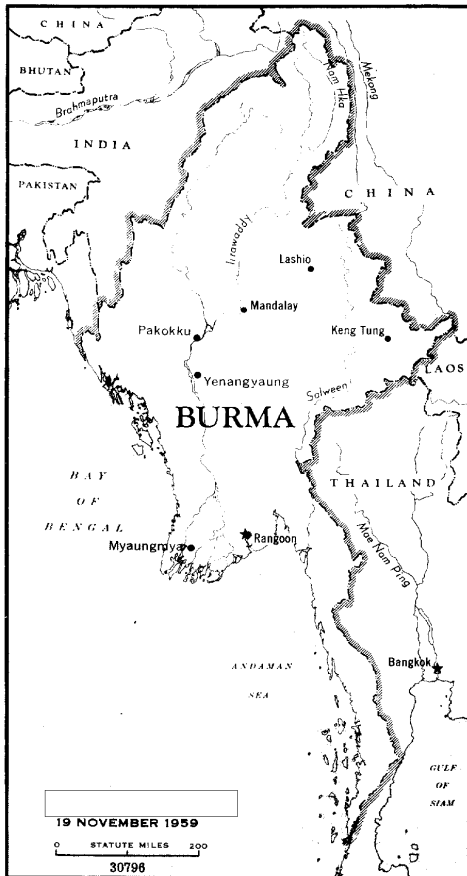 CHINA
BHUTAN
Brahmaputra
Nam Hka
Mekong
INDIA
PAKISTAN
CHINA
Irrawaddy
Lashio
Mandalay
Pakokku
Keng Tung
Yenangyaung
LAOS
Salween
BURMA
THAILAND
BAY
OF
BENGAL
Rangoon
Myaungmya
Mae Nam Ping
Bangkok
ANDAMAN
SEA
GULF
OF
SIAM
19 NOVEMBER 1959
0 STATUTE MILES 200
30796